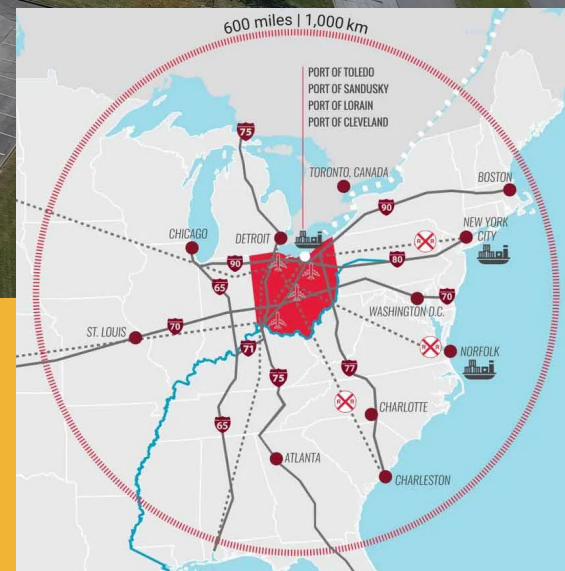 600 miles | 1,000 km
PORT OF TOLEDO
PORT OF SANDUSKY
PORT OF LORAIN
PORT OF CLEVELAND
75
TORONTO, CANADA
BOSTON
90
CHICAGO
DETROIT
R R
NEW YORK
CITY
90
80
65
70
WASHINGTON D.C.
ST. LOUIS
70
71
R R
NORFOLK
75
77
R R
65
CHARLOTTE
ATLANTA
CHARLESTON